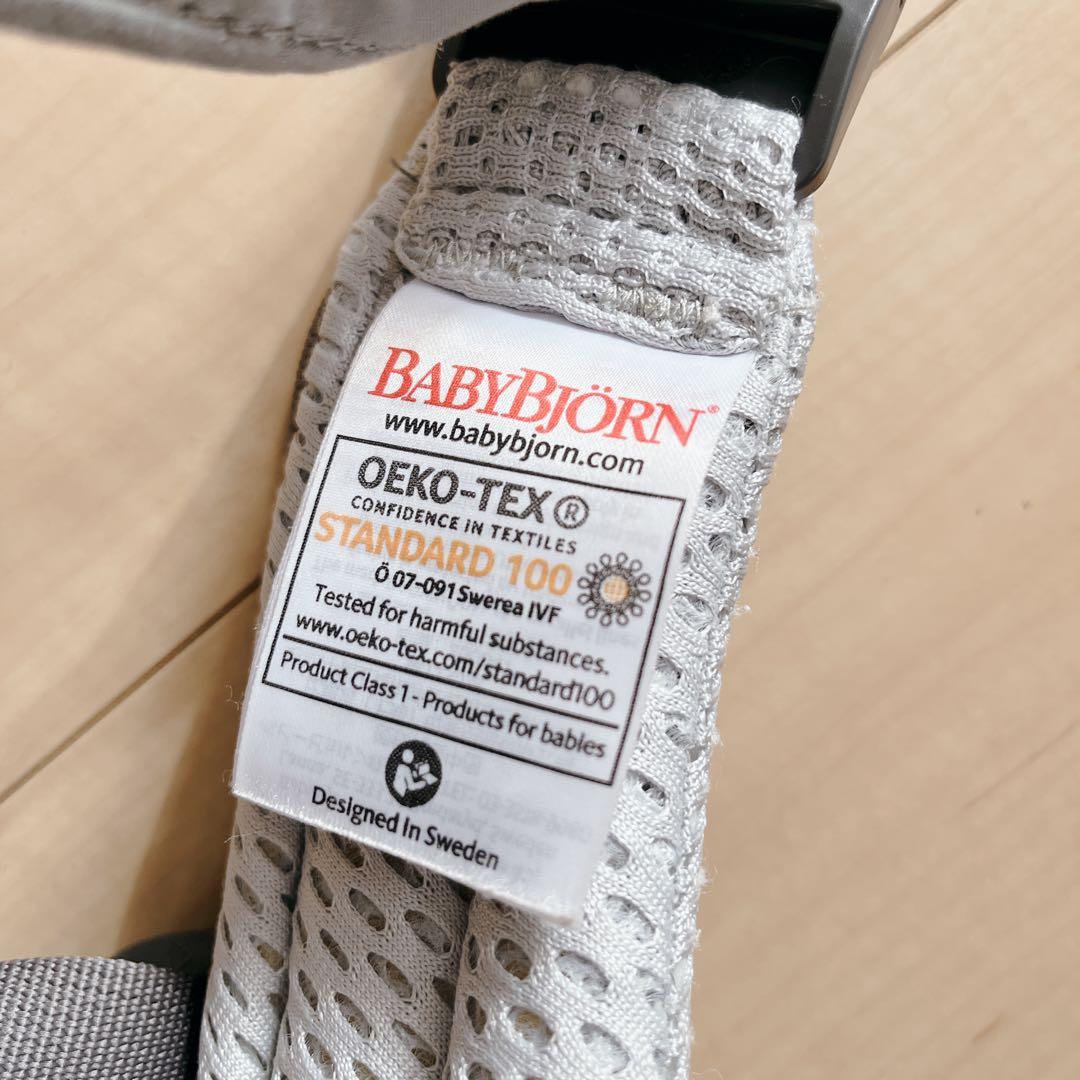 BABYBJÖRN®
www.babybjorn.com
OEKO-TEX®
CONFIDENCE IN TEXTILES
STANDARD 100
Ö 07-091 Swerea IVF
Tested for harmful substances.
www.oeko-tex.com/standard100
Product Class 1 - Products for babies
Designed In Sweden